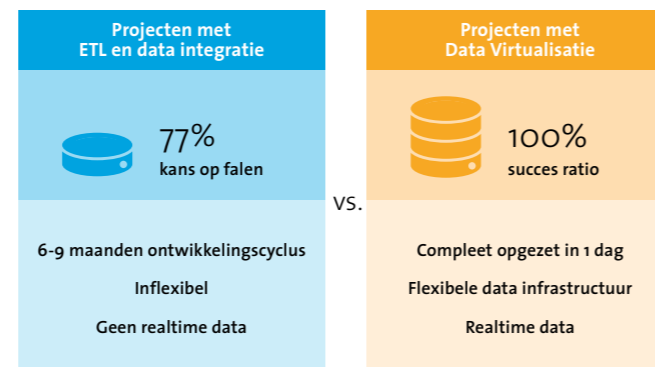 Projecten met
ETL en data integratie
77%
kans op falen
6-9 maanden ontwikkelingscyclus
Inflexibel
Geen realtime data
vs.
Projecten met
Data Virtualisatie
100%
succes ratio
Compleet opgezet in 1 dag
Flexibele data infrastructuur
Realtime data